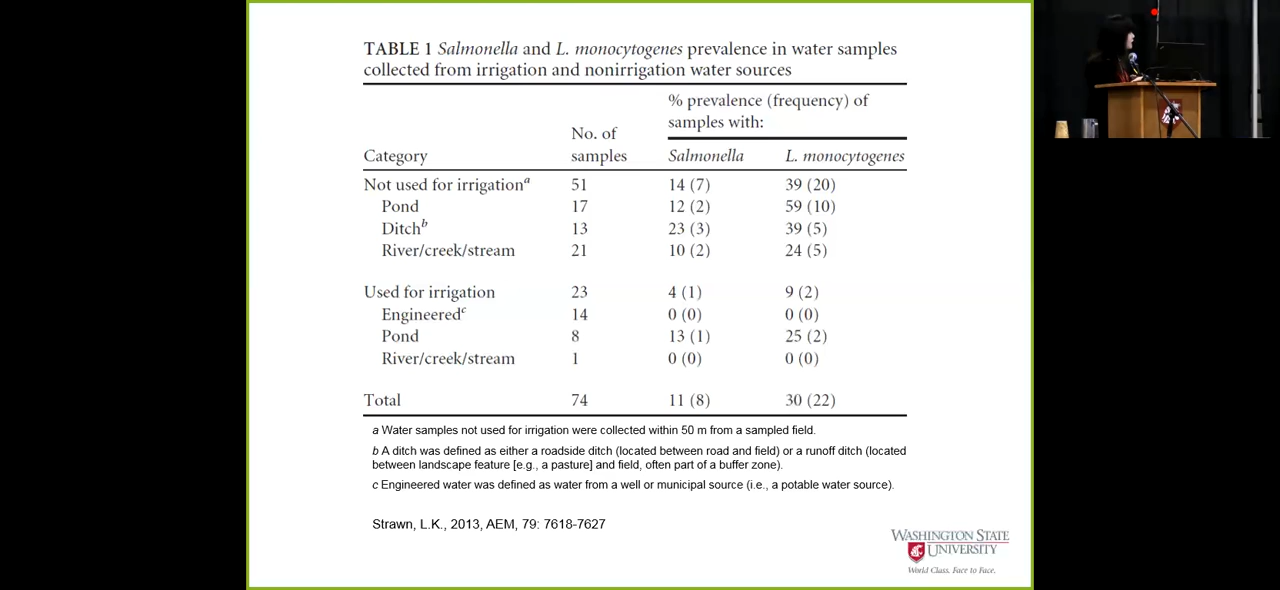 TABLE 1 Salmonella and L. monocytogenes prevalence in water samples
collected from irrigation and nonirrigation water sources
% prevalence (frequency) of
samples with:
No. of
Category samples Salmonella L. monocytogenes
Not used for irrigationᵃ 51 14 (7) 39 (20)
Pond 17 12 (2) 59 (10)
Ditchᵇ 13 23 (3) 39 (5)
River/creek/stream 21 10 (2) 24 (5)
Used for irrigation 23 4 (1) 9 (2)
Engineeredᶜ 14 0 (0) 0 (0)
Pond 8 13 (1) 25 (2)
River/creek/stream 1 0 (0) 0 (0)
Total 74 11 (8) 30 (22)
a Water samples not used for irrigation were collected within 50 m from a sampled field.
b A ditch was defined as either a roadside ditch (located between road and field) or a runoff ditch (located
between landscape feature [e.g., a pasture] and field, often part of a buffer zone).
c Engineered water was defined as water from a well or municipal source (i.e., a potable water source).
Strawn, L.K., 2013, AEM, 79: 7618-7627
WASHINGTON STATE
UNIVERSITY
World Class. Face to Face.